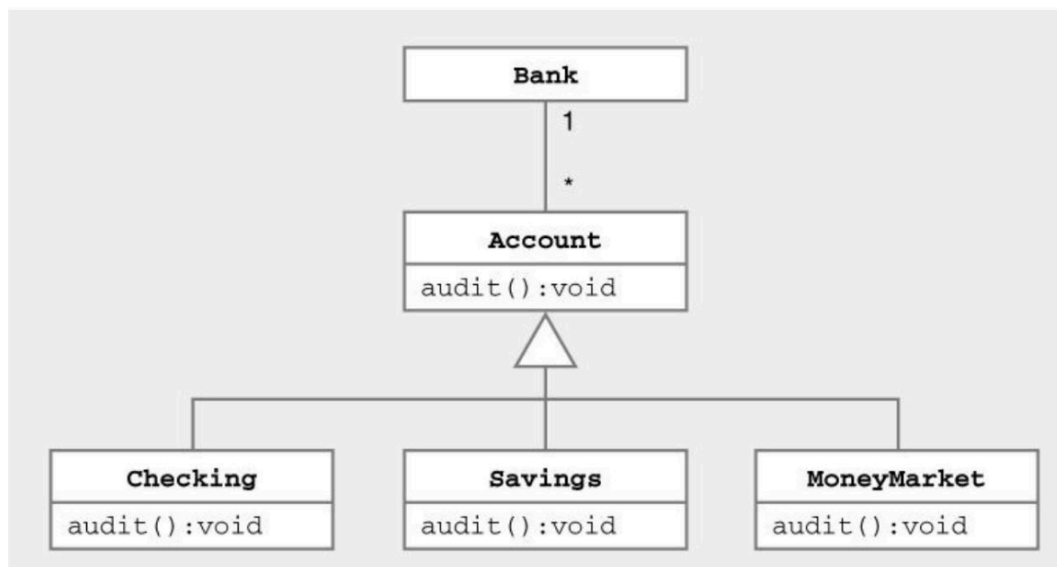 Bank
1
*
Account
audit():void
Checking
Savings
MoneyMarket
audit():void
audit():void
audit():void